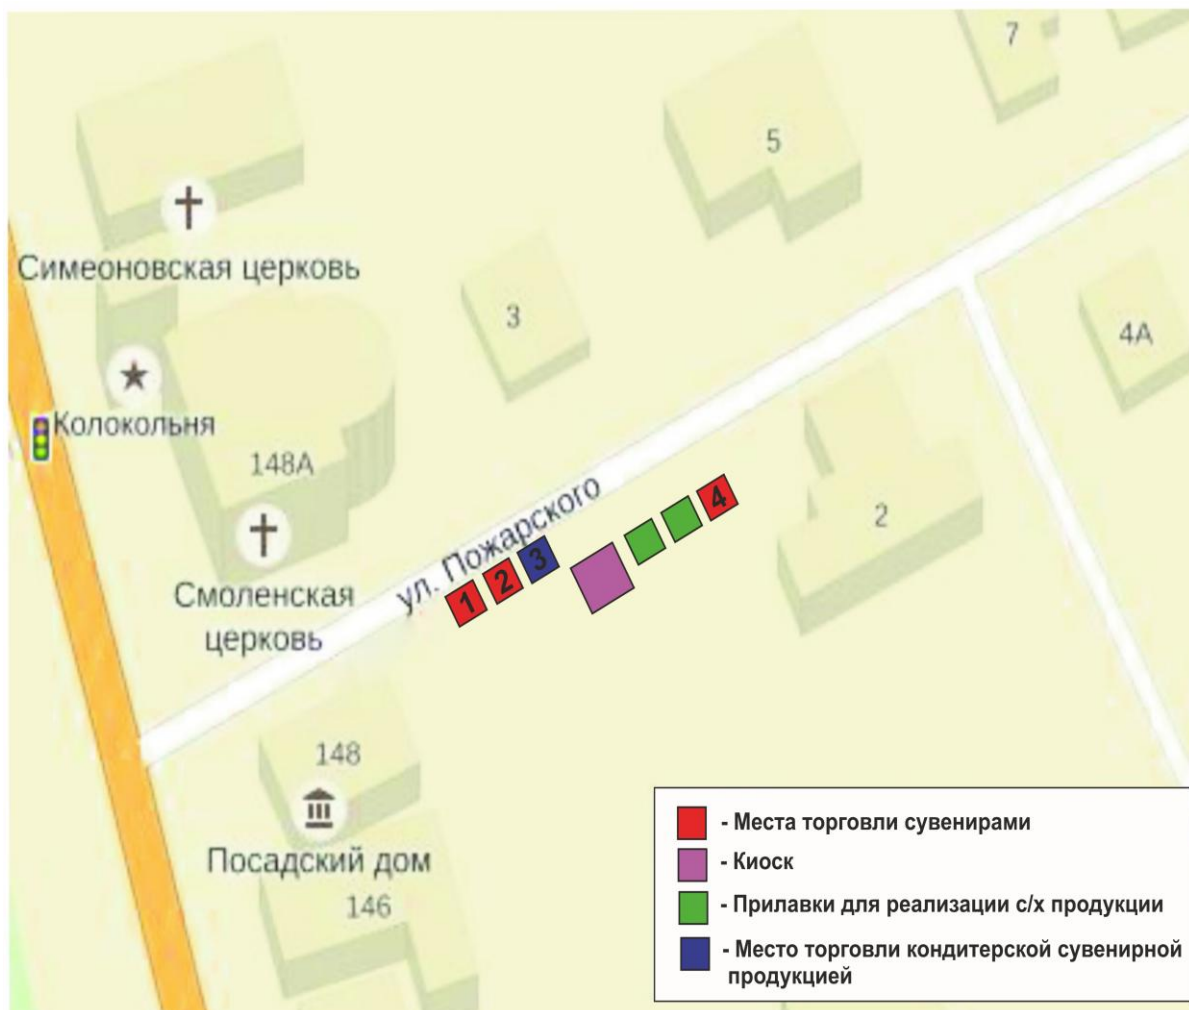 7
5
Симеоновская церковь
3
4А
Колокольня
148А
ул. Пожарского
4
2
3
2
1
Смоленская
церковь
148
Посадский дом
146
- Места торговли сувенирами
- Киоск
- Прилавки для реализации с/х продукции
- Место торговли кондитерской сувенирной
продукцией